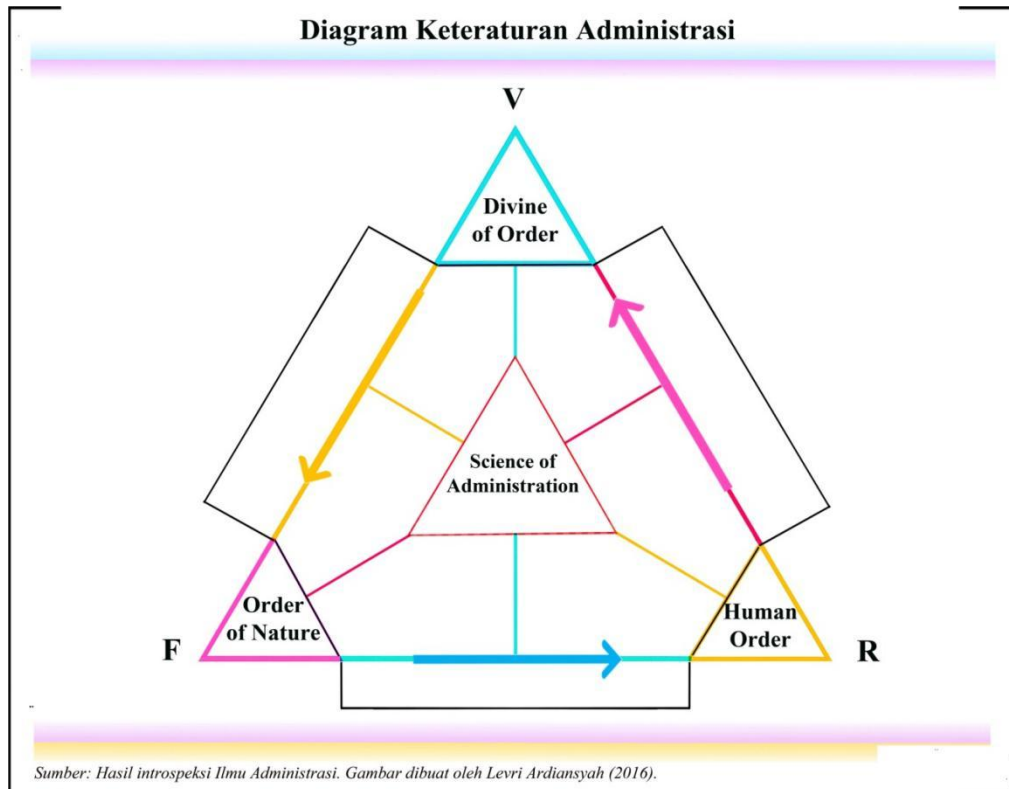 Diagram Keteraturan Administrasi
V
Divine
of Order
Science of
Administration
Order
of Nature
F
Human
Order
R
Sumber: Hasil introspeksi Ilmu Administrasi. Gambar dibuat oleh Levri Ardiansyah (2016).